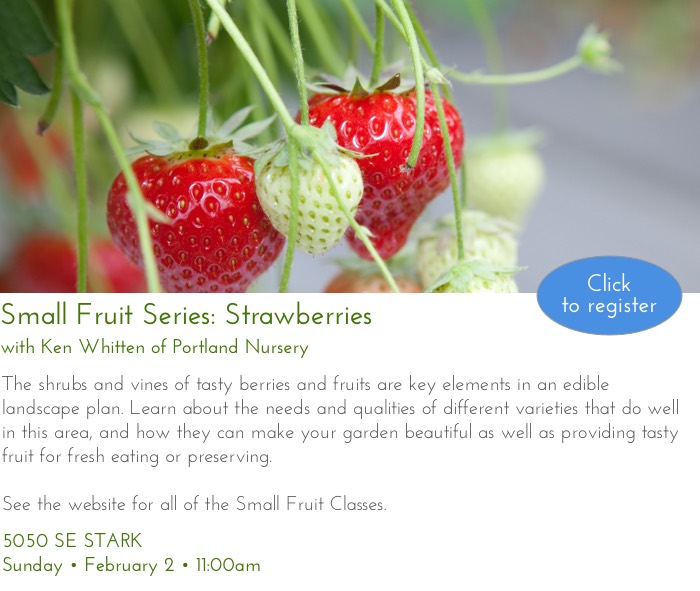 Click
to register
Small Fruit Series: Strawberries
with Ken Whitten of Portland Nursery
The shrubs and vines of tasty berries and fruits are key elements in an edible
landscape plan. Learn about the needs and qualities of different varieties that do well
in this area, and how they can make your garden beautiful as well as providing tasty
fruit for fresh eating or preserving.
See the website for all of the Small Fruit Classes.
5050 SE STARK
Sunday • February 2 • 11:00am